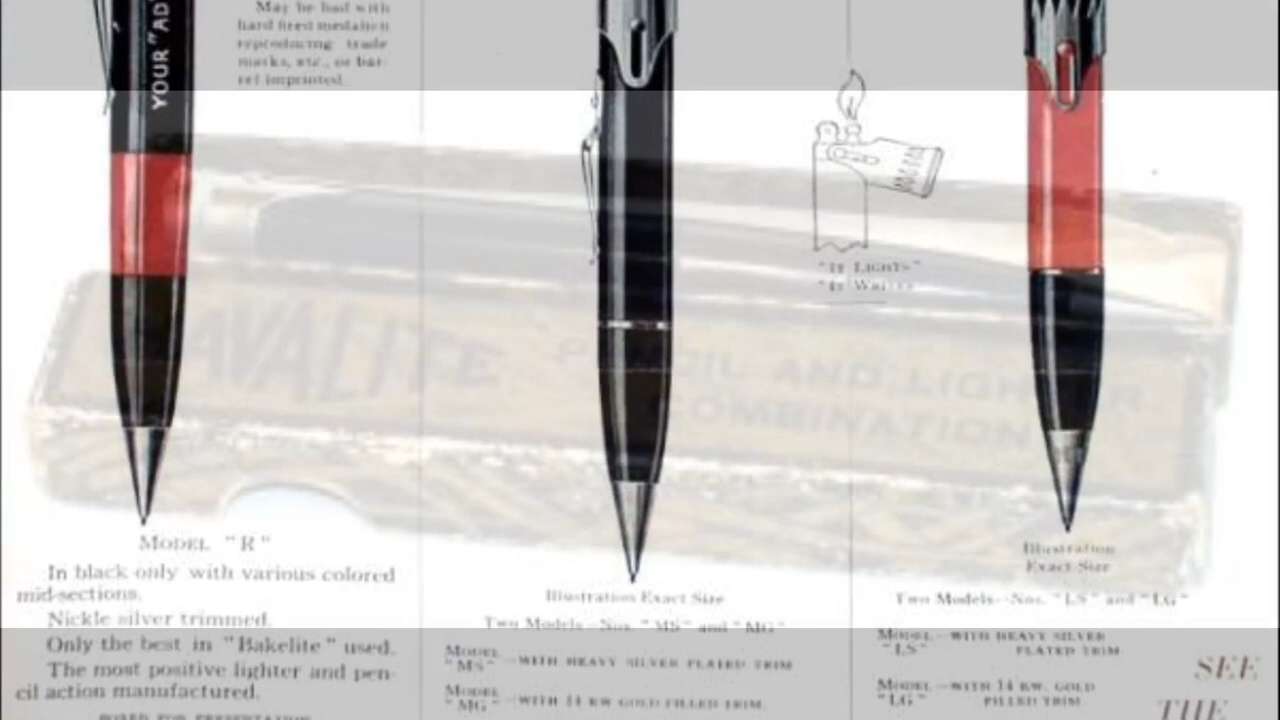 YOUR "AD
May be had with
hard fired medalion
reproducing trade
marks, etc., or bar-
rel imprinted.
"IT LIGHTS"
"IT WRITES"
AVALITE PENCIL AND LIGHTER
COMBINATION
MODEL "R"
In black only with various colored
mid-sections.
Nickle silver trimmed.
Only the best in "Bakelite" used.
The most positive lighter and pen-
cil action manufactured.
BOXED FOR PRESENTATION
Illustration Exact Size
Two Models—Nos. "MS" and "MG"
MODEL "MS"—WITH HEAVY SILVER PLATED TRIM
MODEL "MG"—WITH 14 KW. GOLD FILLED TRIM.
Illustration
Exact Size
Two Models—Nos. "LS" and "LG"
MODEL "LS"—WITH HEAVY SILVER
PLATED TRIM
MODEL "LG"—WITH 14 KW. GOLD
FILLED TRIM
SEE
THE